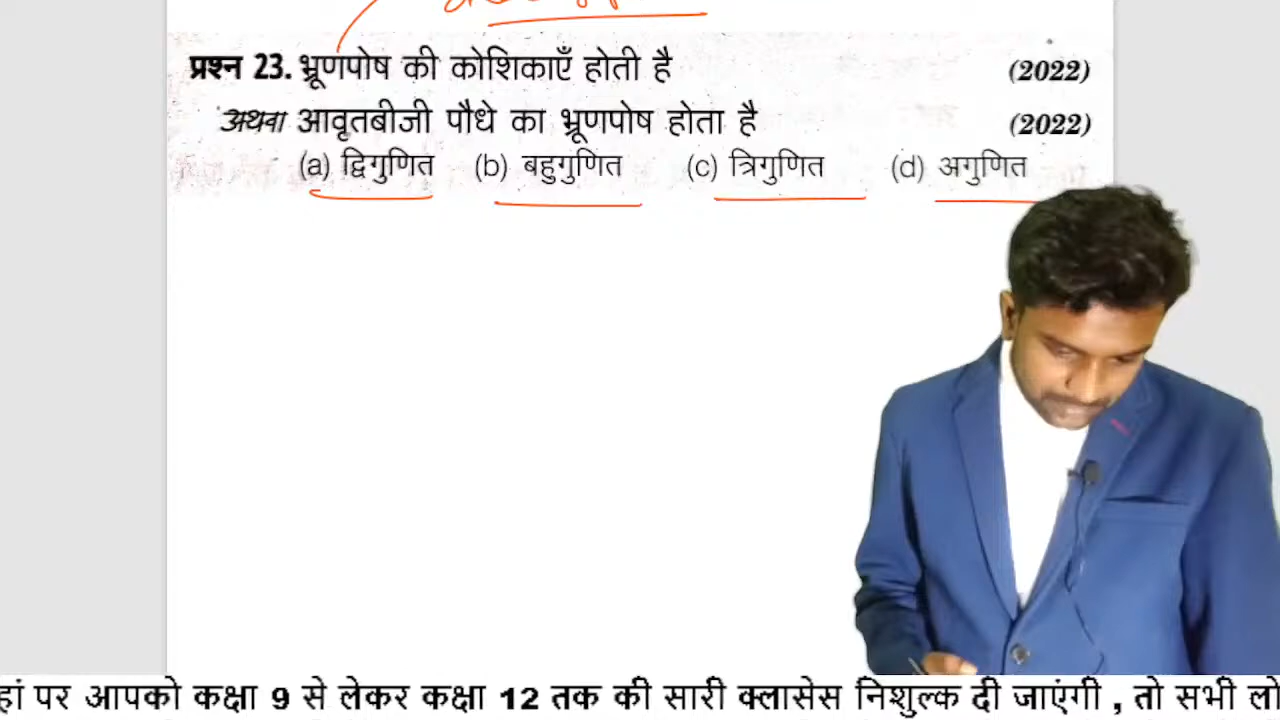 प्रश्न 23. भ्रूणपोष की कोशिकाएँ होती है (2022)
अथवा आवृतबीजी पौधे का भ्रूणपोष होता है (2022)
(a) द्विगुणित (b) बहुगुणित (c) त्रिगुणित (d) अगुणित
हां पर आपको कक्षा 9 से लेकर कक्षा 12 तक की सारी क्लासेस निशुल्क दी जाएंगी , तो सभी लो